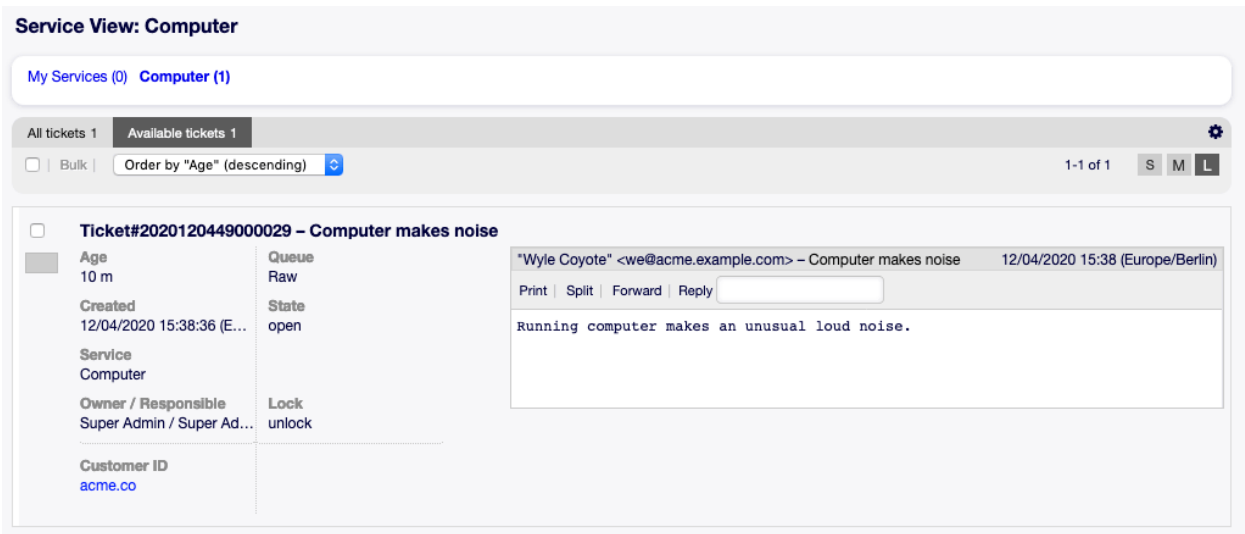 Service View: Computer
My Services (0) Computer (1)
All tickets 1 Available tickets 1
Bulk | Order by "Age" (descending) 1-1 of 1 S M L
Ticket#2020120449000029 – Computer makes noise
Age Queue
10 m Raw
Created State
12/04/2020 15:38:36 (E... open
Service
Computer
Owner / Responsible Lock
Super Admin / Super Ad... unlock
Customer ID
acme.co
"Wyle Coyote" <we@acme.example.com> – Computer makes noise 12/04/2020 15:38 (Europe/Berlin)
Print | Split | Forward | Reply
Running computer makes an unusual loud noise.